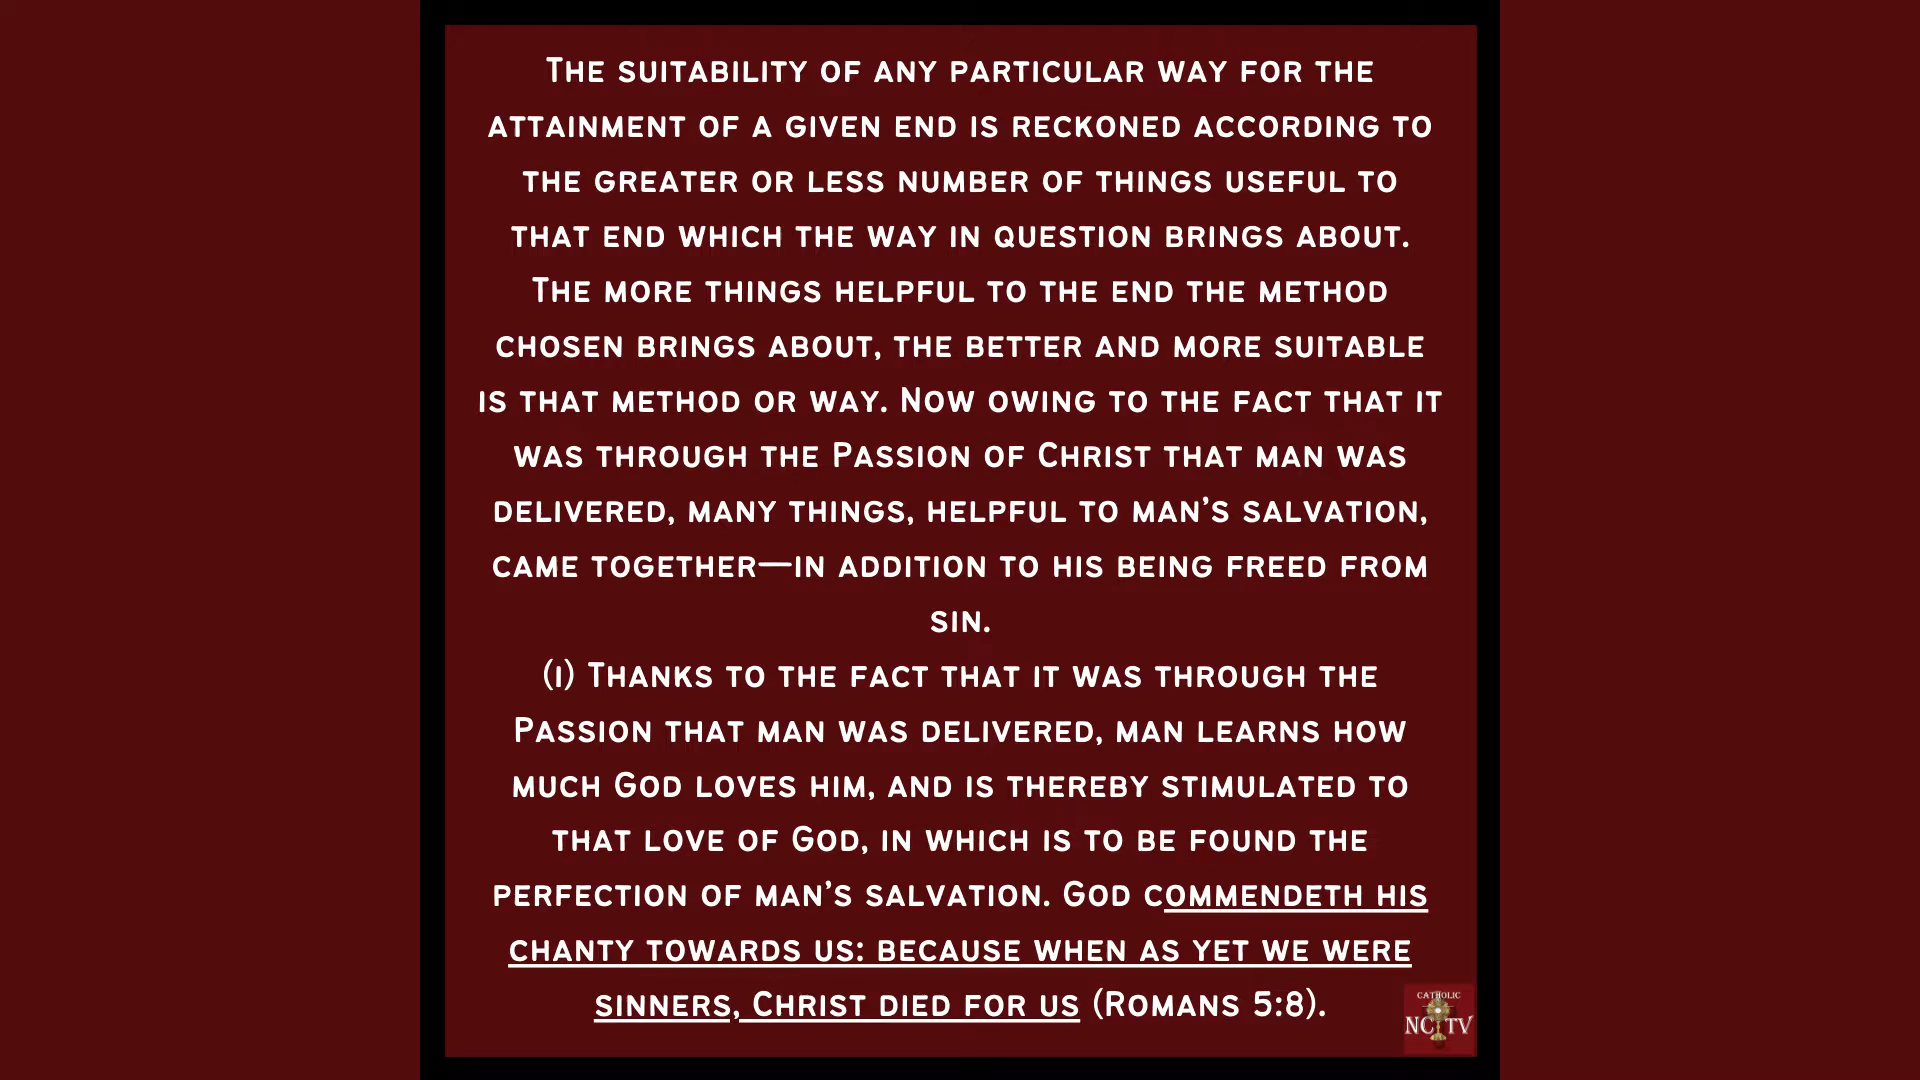 The suitability of any particular way for the
attainment of a given end is reckoned according to
the greater or less number of things useful to
that end which the way in question brings about.
The more things helpful to the end the method
chosen brings about, the better and more suitable
is that method or way. Now owing to the fact that it
was through the Passion of Christ that man was
delivered, many things, helpful to man’s salvation,
came together—in addition to his being freed from
sin.
(i) Thanks to the fact that it was through the
Passion that man was delivered, man learns how
much God loves him, and is thereby stimulated to
that love of God, in which is to be found the
perfection of man’s salvation. God commendeth his
chanty towards us: because when as yet we were
sinners, Christ died for us (Romans 5:8).
CATHOLIC
NC TV